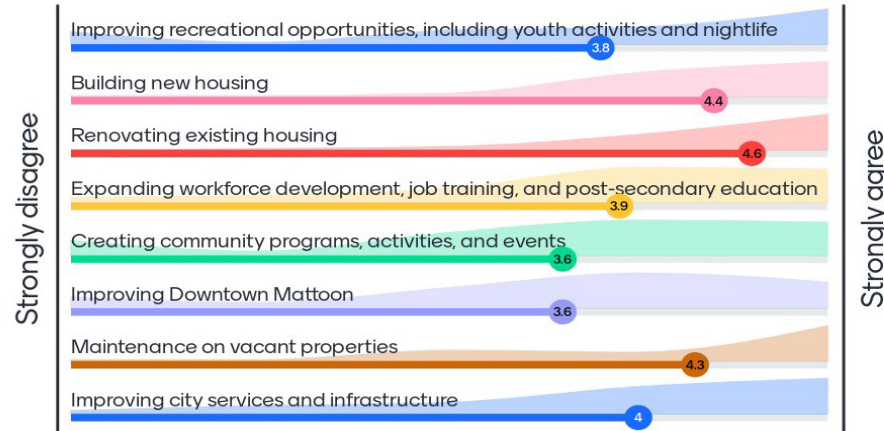 Improving recreational opportunities, including youth activities and nightlife
3.8
Building new housing
4.4
Renovating existing housing
4.6
Expanding workforce development, job training, and post-secondary education
3.9
Creating community programs, activities, and events
3.6
Improving Downtown Mattoon
3.6
Maintenance on vacant properties
4.3
Improving city services and infrastructure
4
Strongly disagree
Strongly agree